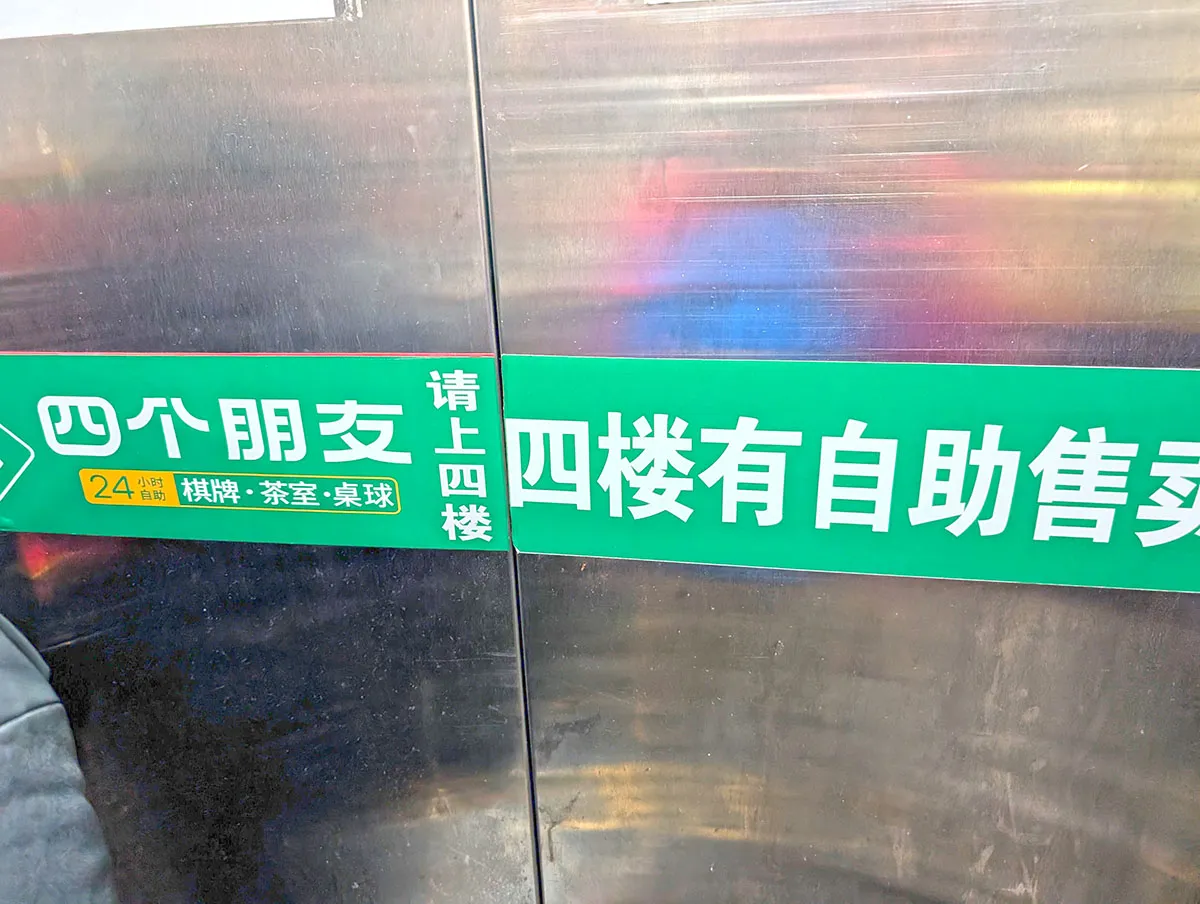 四个朋友
24小时自助 棋牌·茶室·桌球
请上四楼
四楼有自助售卖